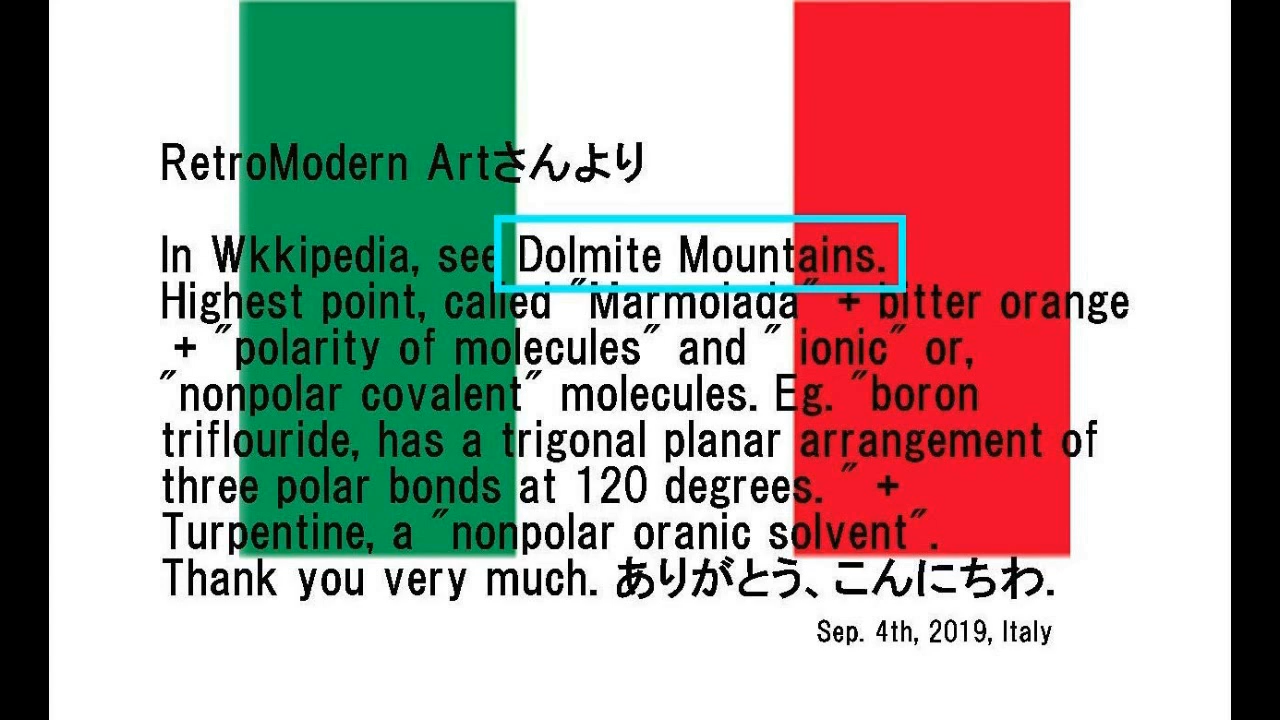 RetroModern Artさんより
In Wkkipedia, see Dolmite Mountains.
Highest point, called "Marmolada" + bitter orange
+ "polarity of molecules" and " ionic" or,
"nonpolar covalent" molecules. Eg. "boron
triflouride, has a trigonal planar arrangement of
three polar bonds at 120 degrees. " +
Turpentine, a "nonpolar oranic solvent".
Thank you very much. ありがとう、こんにちわ.
Sep. 4th, 2019, Italy